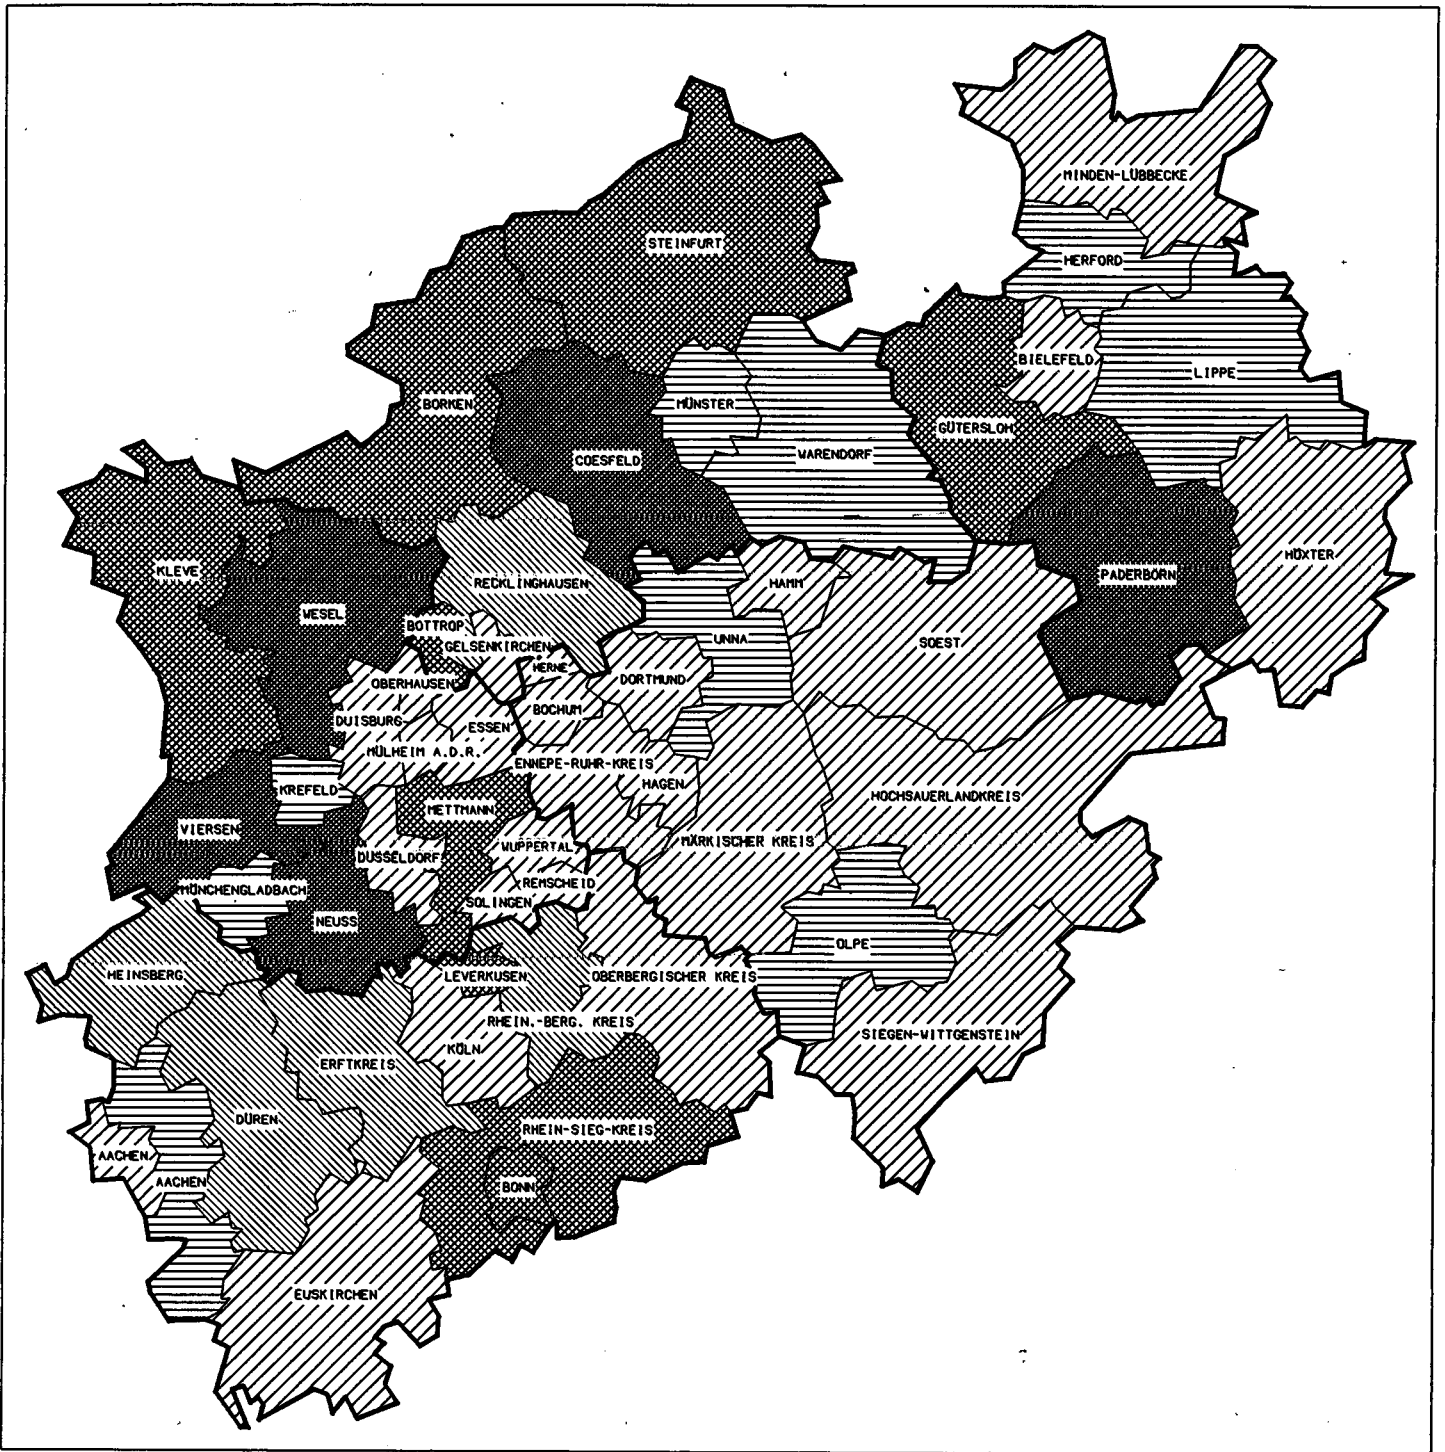 MINDEN-LÜBBECKE
STEINFURT
HERFORD
BIELEFELD
LIPPE
BORKEN
MÜNSTER
GÜTERSLOH
WARENDORF
COESFELD
HÖXTER
KLEVE
PADERBORN
RECKLINGHAUSEN
HAMM
WESEL
BOTTROP
UNNA
SOEST
GELSENKIRCHEN
HERNE
OBERHAUSEN
DORTMUND
BOCHUM
DUISBURG
ESSEN
MÜLHEIM A.D.R.
ENNEPE-RUHR-KREIS
KREFELD
HAGEN
HOCHSAUERLANDKREIS
METTMANN
VIERSEN
MÄRKISCHER KREIS
WUPPERTAL
DÜSSELDORF
REMSCHEID
MÜNCHENGLADBACH
SOLINGEN
NEUSS
OLPE
HEINSBERG
LEVERKUSEN
OBERBERGISCHER KREIS
RHEIN.-BERG. KREIS
SIEGEN-WITTGENSTEIN
KÖLN
ERFTKREIS
DÜREN
RHEIN-SIEG-KREIS
AACHEN
AACHEN
BONN
EUSKIRCHEN